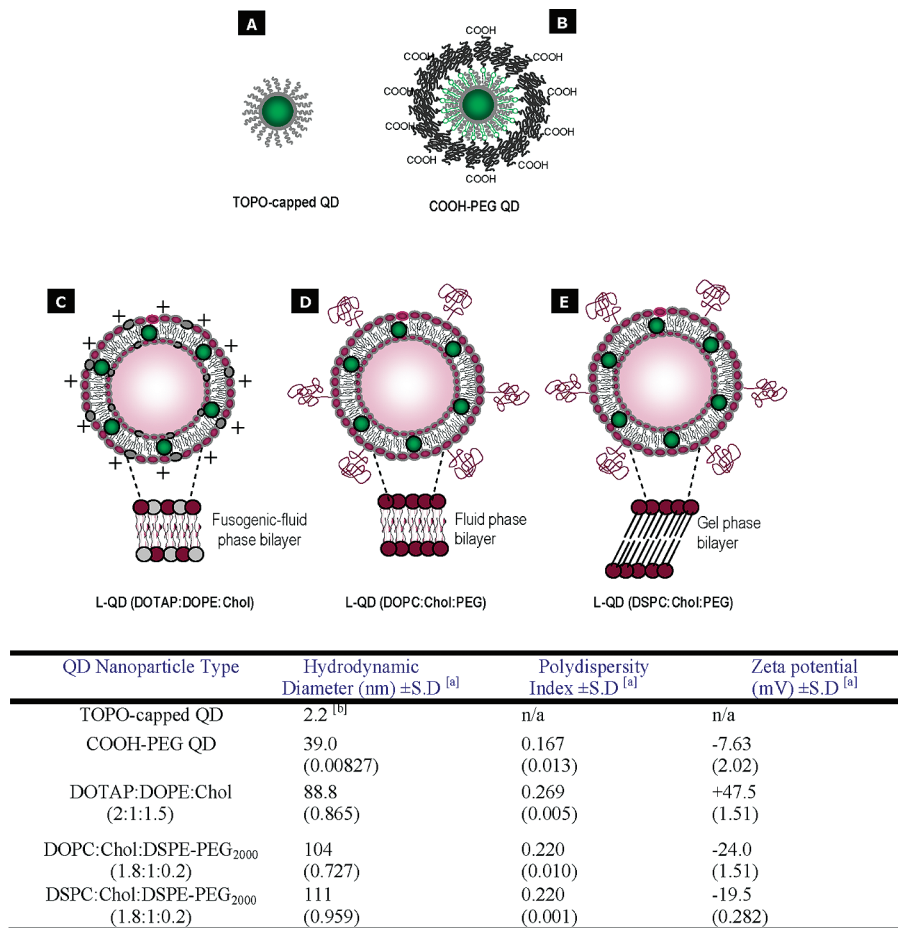 A
B
COOH
COOH
COOH
COOH
COOH
COOH
COOH
COOH
COOH
COOH
COOH
COOH
TOPO-capped QD
COOH-PEG QD
C
D
E
+ + + + + + + + + + + +
Fusogenic-fluid
phase bilayer
Fluid phase
bilayer
Gel phase
bilayer
L-QD (DOTAP:DOPE:Chol)
L-QD (DOPC:Chol:PEG)
L-QD (DSPC:Chol:PEG)
QD Nanoparticle Type Hydrodynamic Polydispersity Zeta potential
Diameter (nm) ±S.D [a] Index ±S.D [a] (mV) ±S.D [a]
TOPO-capped QD 2.2 [b] n/a n/a
COOH-PEG QD 39.0 0.167 -7.63
(0.00827) (0.013) (2.02)
DOTAP:DOPE:Chol 88.8 0.269 +47.5
(2:1:1.5) (0.865) (0.005) (1.51)
DOPC:Chol:DSPE-PEG2000 104 0.220 -24.0
(1.8:1:0.2) (0.727) (0.010) (1.51)
DSPC:Chol:DSPE-PEG2000 111 0.220 -19.5
(1.8:1:0.2) (0.959) (0.001) (0.282)